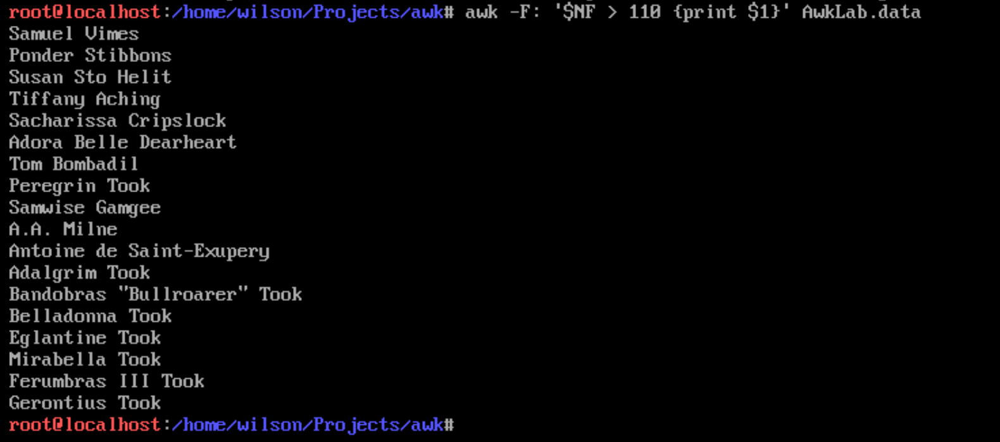 root@localhost:/home/wilson/Projects/awk# awk -F: '$NF > 110 {print $1}' AwkLab.data
Samuel Vimes
Ponder Stibbons
Susan Sto Helit
Tiffany Aching
Sacharissa Cripslock
Adora Belle Dearheart
Tom Bombadil
Peregrin Took
Samwise Gamgee
A.A. Milne
Antoine de Saint-Exupery
Adalgrim Took
Bandobras "Bullroarer" Took
Belladonna Took
Eglantine Took
Mirabella Took
Ferumbras III Took
Gerontius Took
root@localhost:/home/wilson/Projects/awk#